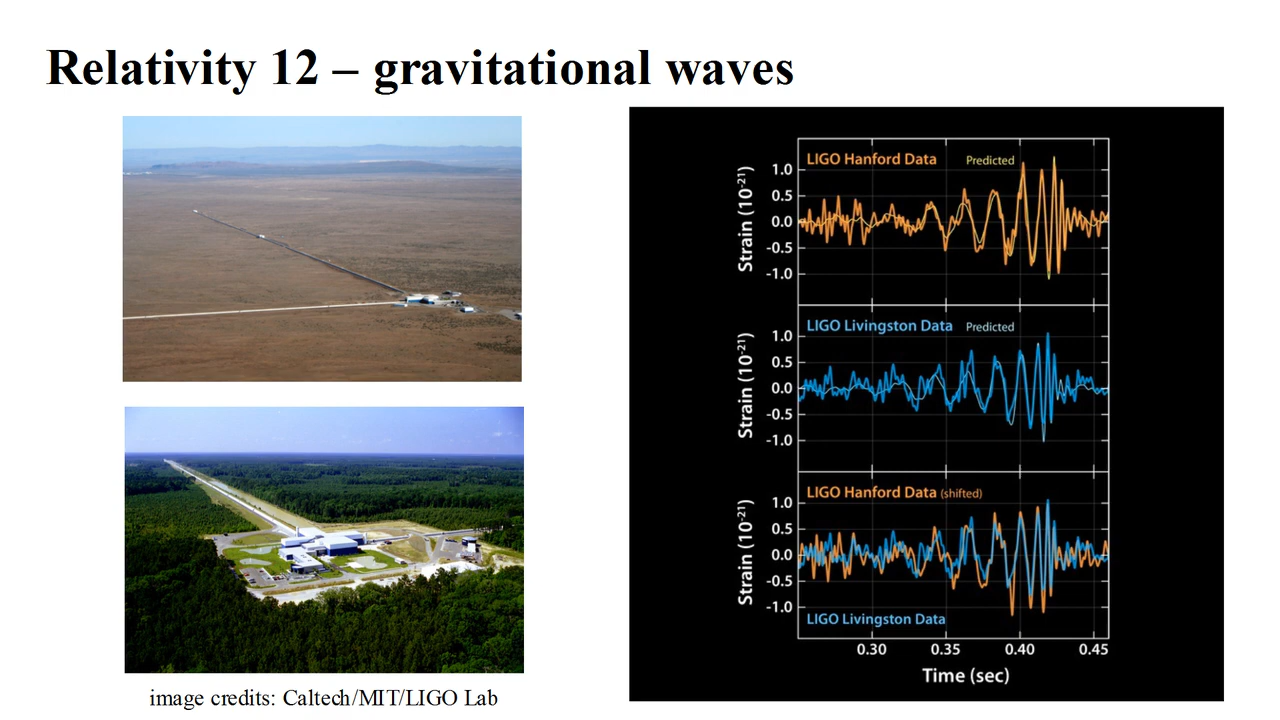 Relativity 12 – gravitational waves
image credits: Caltech/MIT/LIGO Lab
LIGO Hanford Data Predicted
Strain (10-21)
1.0
0.5
0.0
-0.5
-1.0
LIGO Livingston Data Predicted
Strain (10-21)
1.0
0.5
0.0
-0.5
-1.0
LIGO Hanford Data (shifted)
Strain (10-21)
1.0
0.5
0.0
-0.5
-1.0
LIGO Livingston Data
0.30 0.35 0.40 0.45
Time (sec)